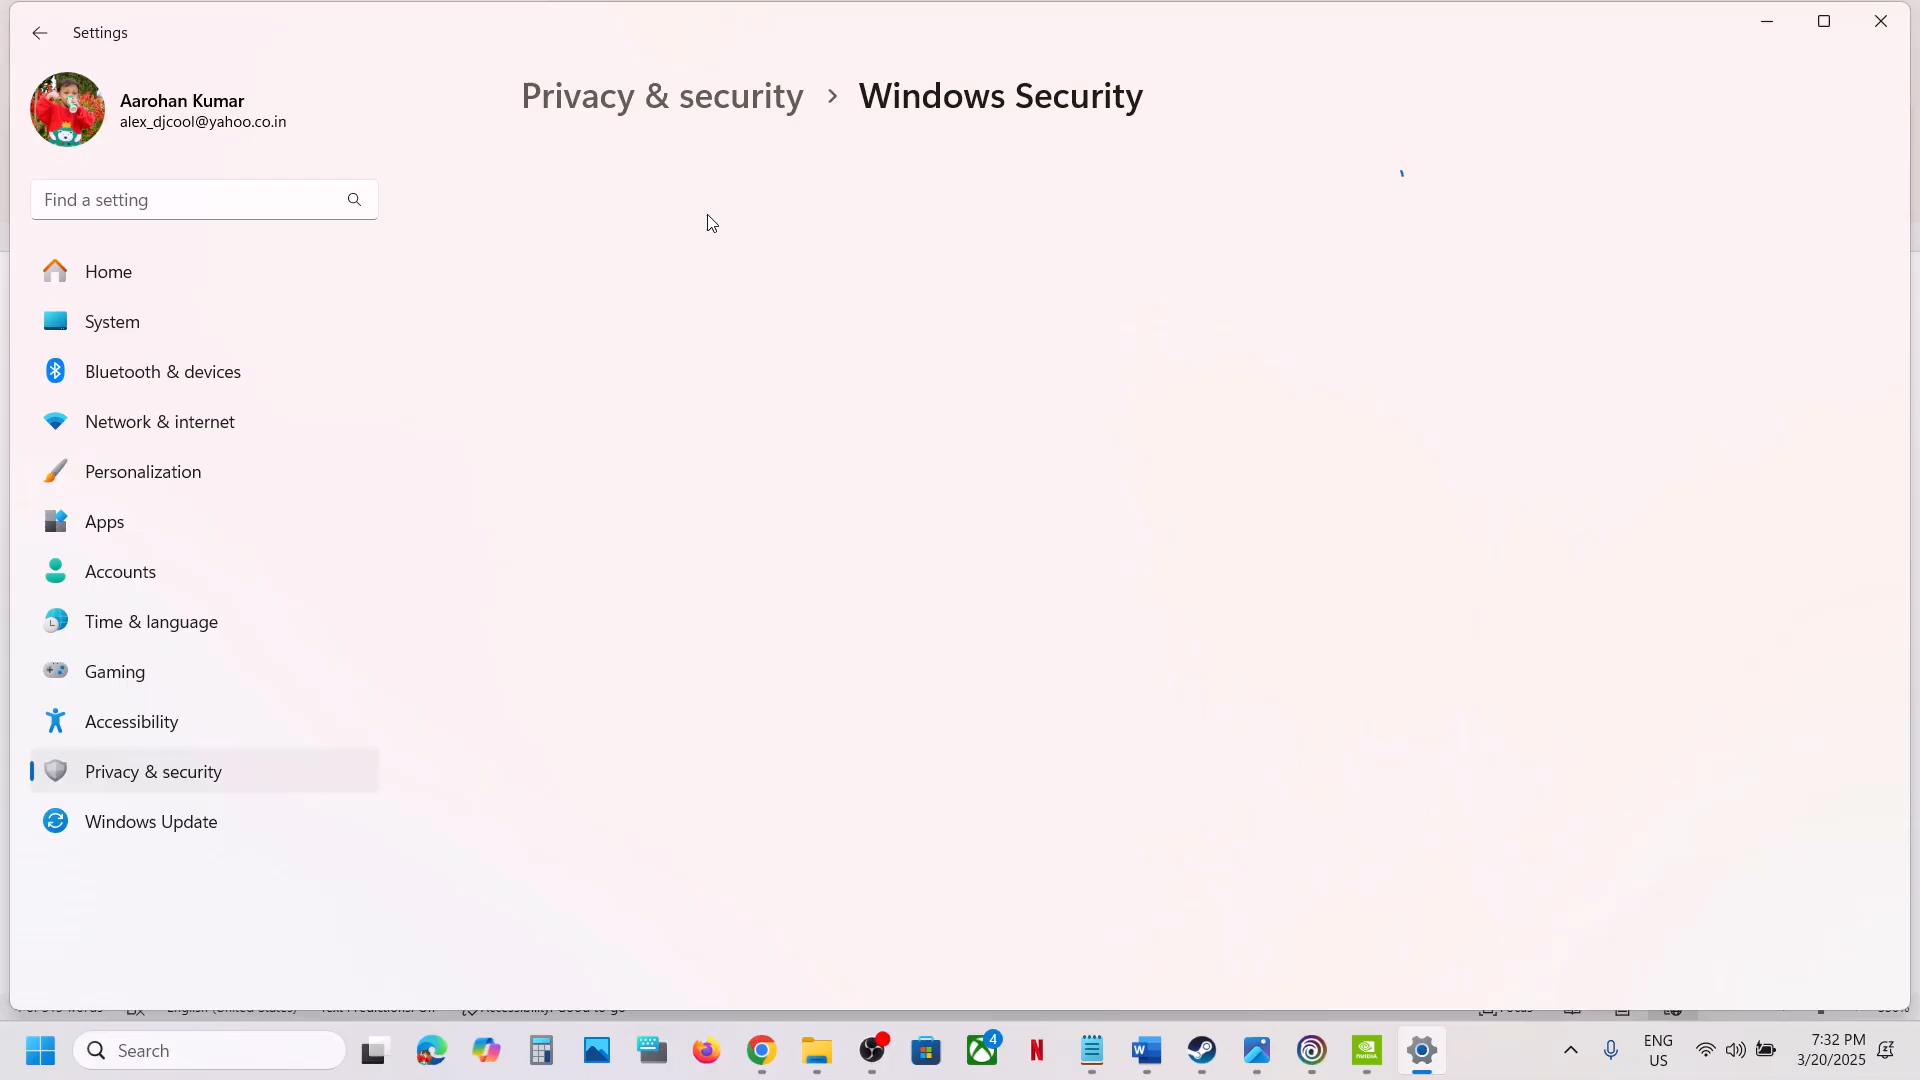 Settings
Aarohan Kumar
alex_djcool@yahoo.co.in
Privacy & security > Windows Security
Find a setting
Home
System
Bluetooth & devices
Network & internet
Personalization
Apps
Accounts
Time & language
Gaming
Accessibility
Privacy & security
Windows Update
Search
4
N
W
NVIDIA
ENG
US
7:32 PM
3/20/2025